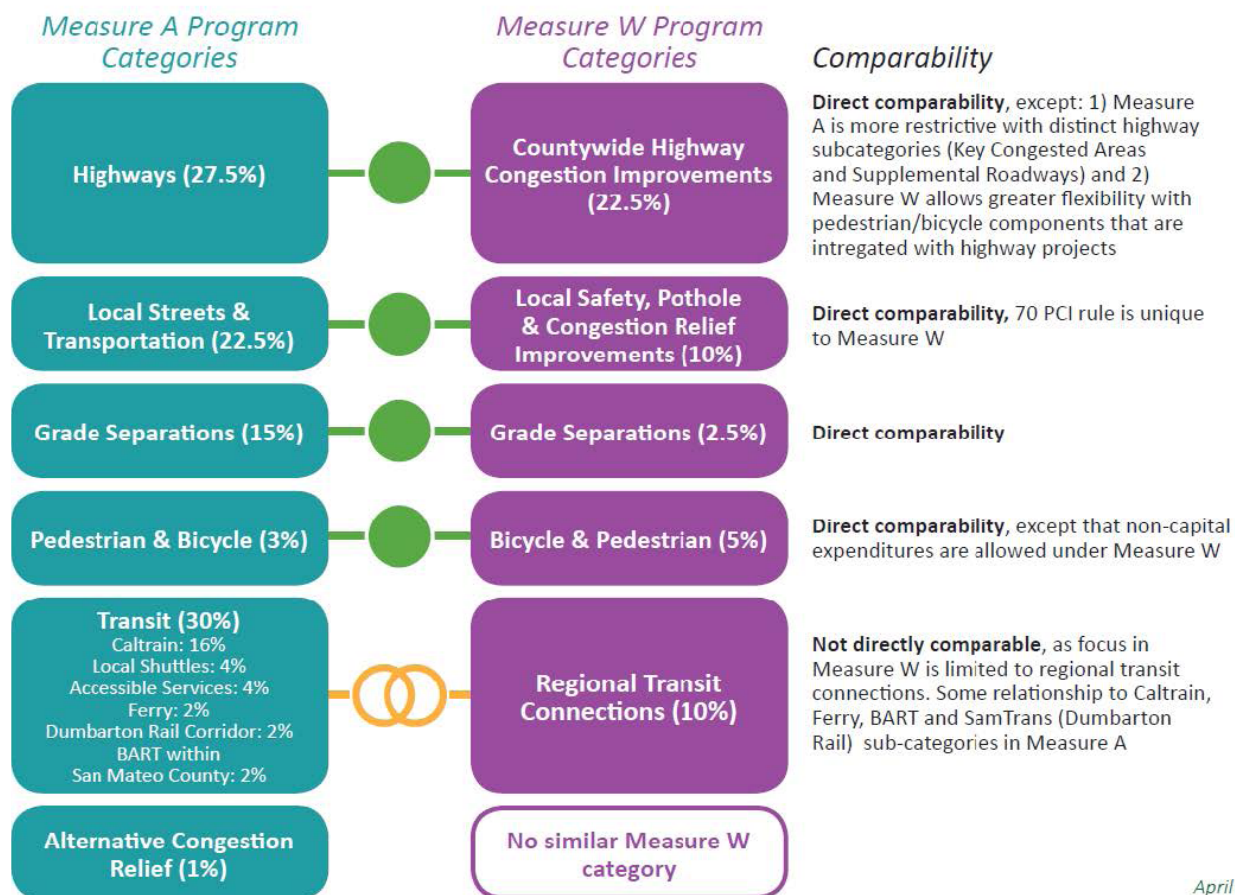 Measure A Program
Categories
Measure W Program
Categories
Comparability
Highways (27.5%)
Countywide Highway
Congestion Improvements
(22.5%)
Direct comparability, except: 1) Measure
A is more restrictive with distinct highway
subcategories (Key Congested Areas
and Supplemental Roadways) and 2)
Measure W allows greater flexibility with
pedestrian/bicycle components that are
intregated with highway projects
Local Streets &
Transportation (22.5%)
Local Safety, Pothole
& Congestion Relief
Improvements (10%)
Direct comparability, 70 PCI rule is unique
to Measure W
Grade Separations (15%)
Grade Separations (2.5%)
Direct comparability
Pedestrian & Bicycle (3%)
Bicycle & Pedestrian (5%)
Direct comparability, except that non-capital
expenditures are allowed under Measure W
Transit (30%)
Caltrain: 16%
Local Shuttles: 4%
Accessible Services: 4%
Ferry: 2%
Dumbarton Rail Corridor: 2%
BART within
San Mateo County: 2%
Regional Transit
Connections (10%)
Not directly comparable, as focus in
Measure W is limited to regional transit
connections. Some relationship to Caltrain,
Ferry, BART and SamTrans (Dumbarton
Rail) sub-categories in Measure A
Alternative Congestion
Relief (1%)
No similar Measure W
category
April